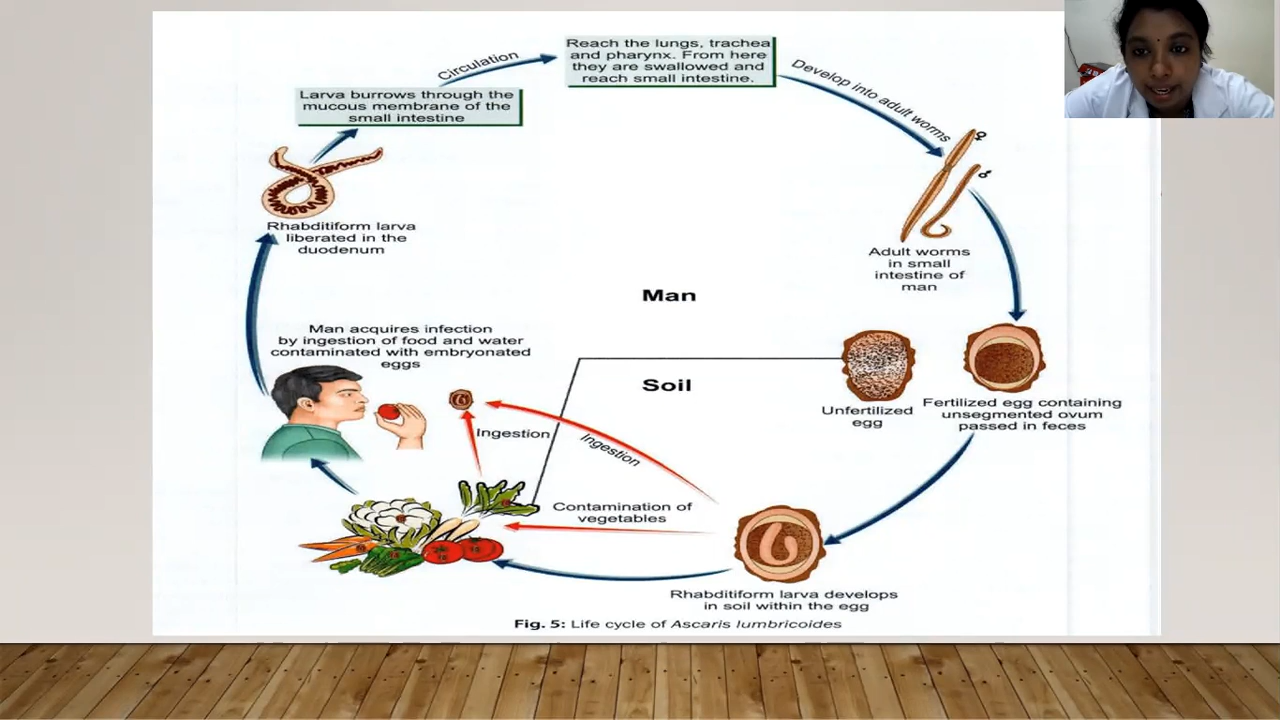 Circulation
Reach the lungs, trachea
and pharynx. From here
they are swallowed and
reach small intestine.
Develop into adult worms
Larva burrows through the
mucous membrane of the
small intestine
Rhabditiform larva
liberated in the
duodenum
♀
♂
Adult worms
in small
intestine of
man
Man
Man acquires infection
by ingestion of food and water
contaminated with embryonated
eggs
Soil
Unfertilized
egg
Fertilized egg containing
unsegmented ovum
passed in feces
Ingestion
Ingestion
Contamination of
vegetables
Rhabditiform larva develops
in soil within the egg
Fig. 5: Life cycle of Ascaris lumbricoides